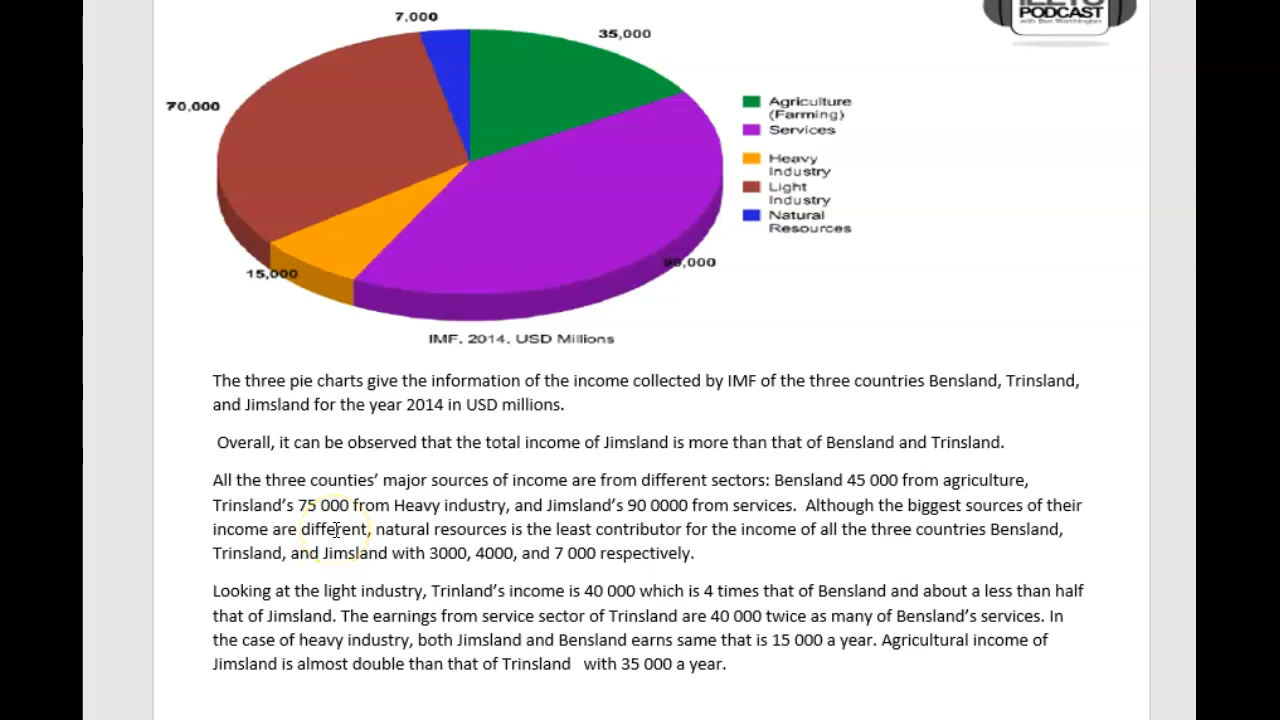 7,000
35,000
PODCAST
with Ben Worthington
70,000
Agriculture
(Farming)
Services
Heavy
Industry
Light
Industry
Natural
Resources
15,000
90,000
IMF, 2014, USD Millions
The three pie charts give the information of the income collected by IMF of the three countries Bensland, Trinsland,
and Jimsland for the year 2014 in USD millions.
Overall, it can be observed that the total income of Jimsland is more than that of Bensland and Trinsland.
All the three counties’ major sources of income are from different sectors: Bensland 45 000 from agriculture,
Trinsland’s 75 000 from Heavy industry, and Jimsland’s 90 0000 from services.  Although the biggest sources of their
income are different, natural resources is the least contributor for the income of all the three countries Bensland,
Trinsland, and Jimsland with 3000, 4000, and 7 000 respectively.
Looking at the light industry, Trinland’s income is 40 000 which is 4 times that of Bensland and about a less than half
that of Jimsland. The earnings from service sector of Trinsland are 40 000 twice as many of Bensland’s services. In
the case of heavy industry, both Jimsland and Bensland earns same that is 15 000 a year. Agricultural income of
Jimsland is almost double than that of Trinsland   with 35 000 a year.